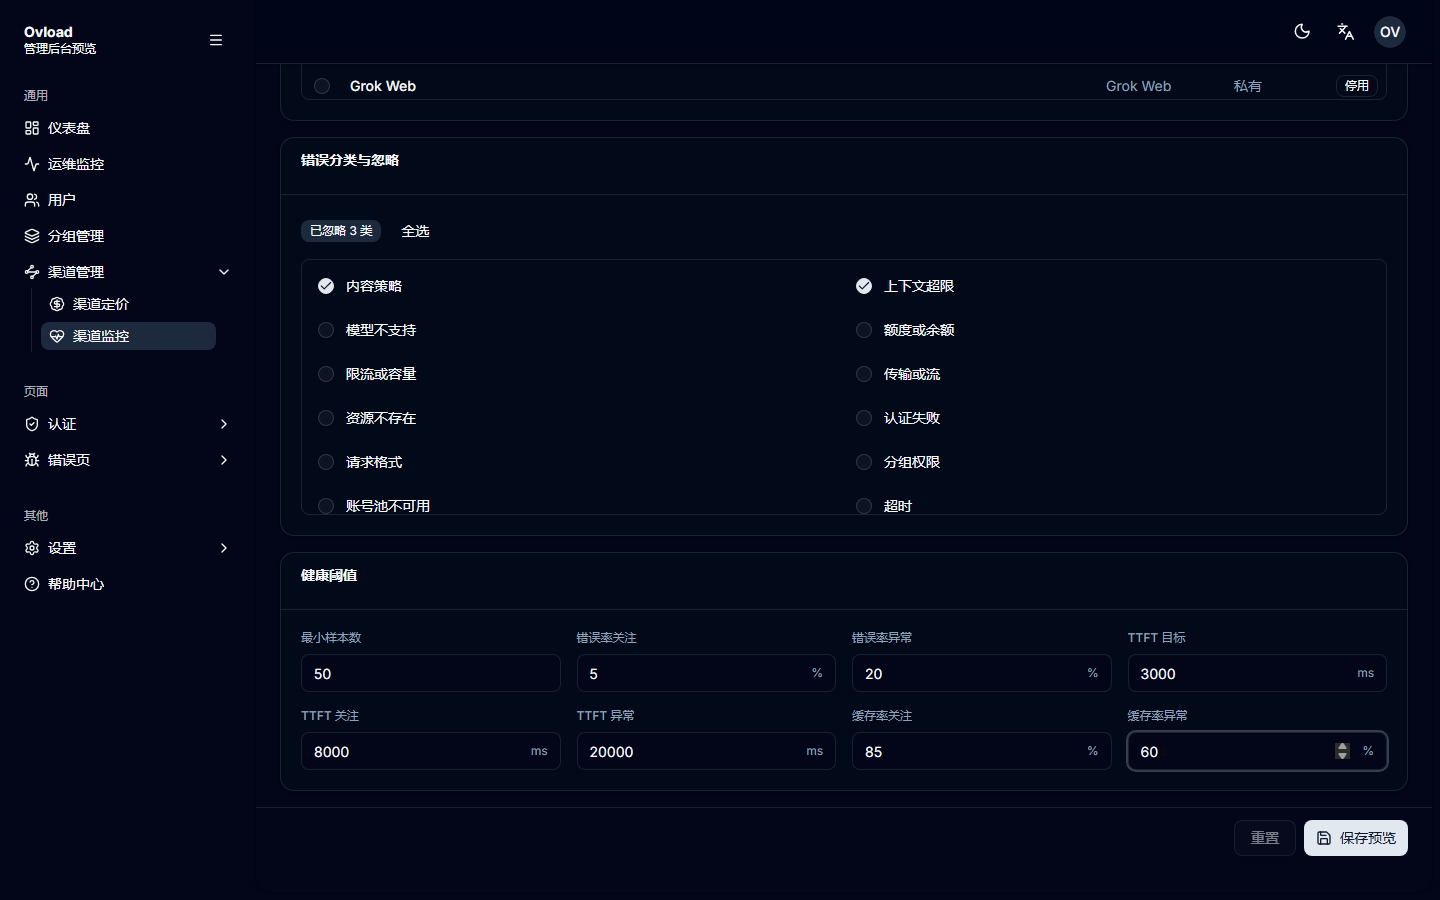 Ovload
管理后台预览
OV
通用
仪表盘
运维监控
用户
分组管理
渠道管理
渠道定价
渠道监控
页面
认证
错误页
其他
设置
帮助中心
Grok Web Grok Web 私有 停用
错误分类与忽略
已忽略 3 类 全选
内容策略 上下文超限
模型不支持 额度或余额
限流或容量 传输或流
资源不存在 认证失败
请求格式 分组权限
账号池不可用 超时
健康阈值
最小样本数 错误率关注 错误率异常 TTFT 目标
50 5 % 20 % 3000 ms
TTFT 关注 TTFT 异常 缓存率关注 缓存率异常
8000 ms 20000 ms 85 % 60 %
重置 保存预览